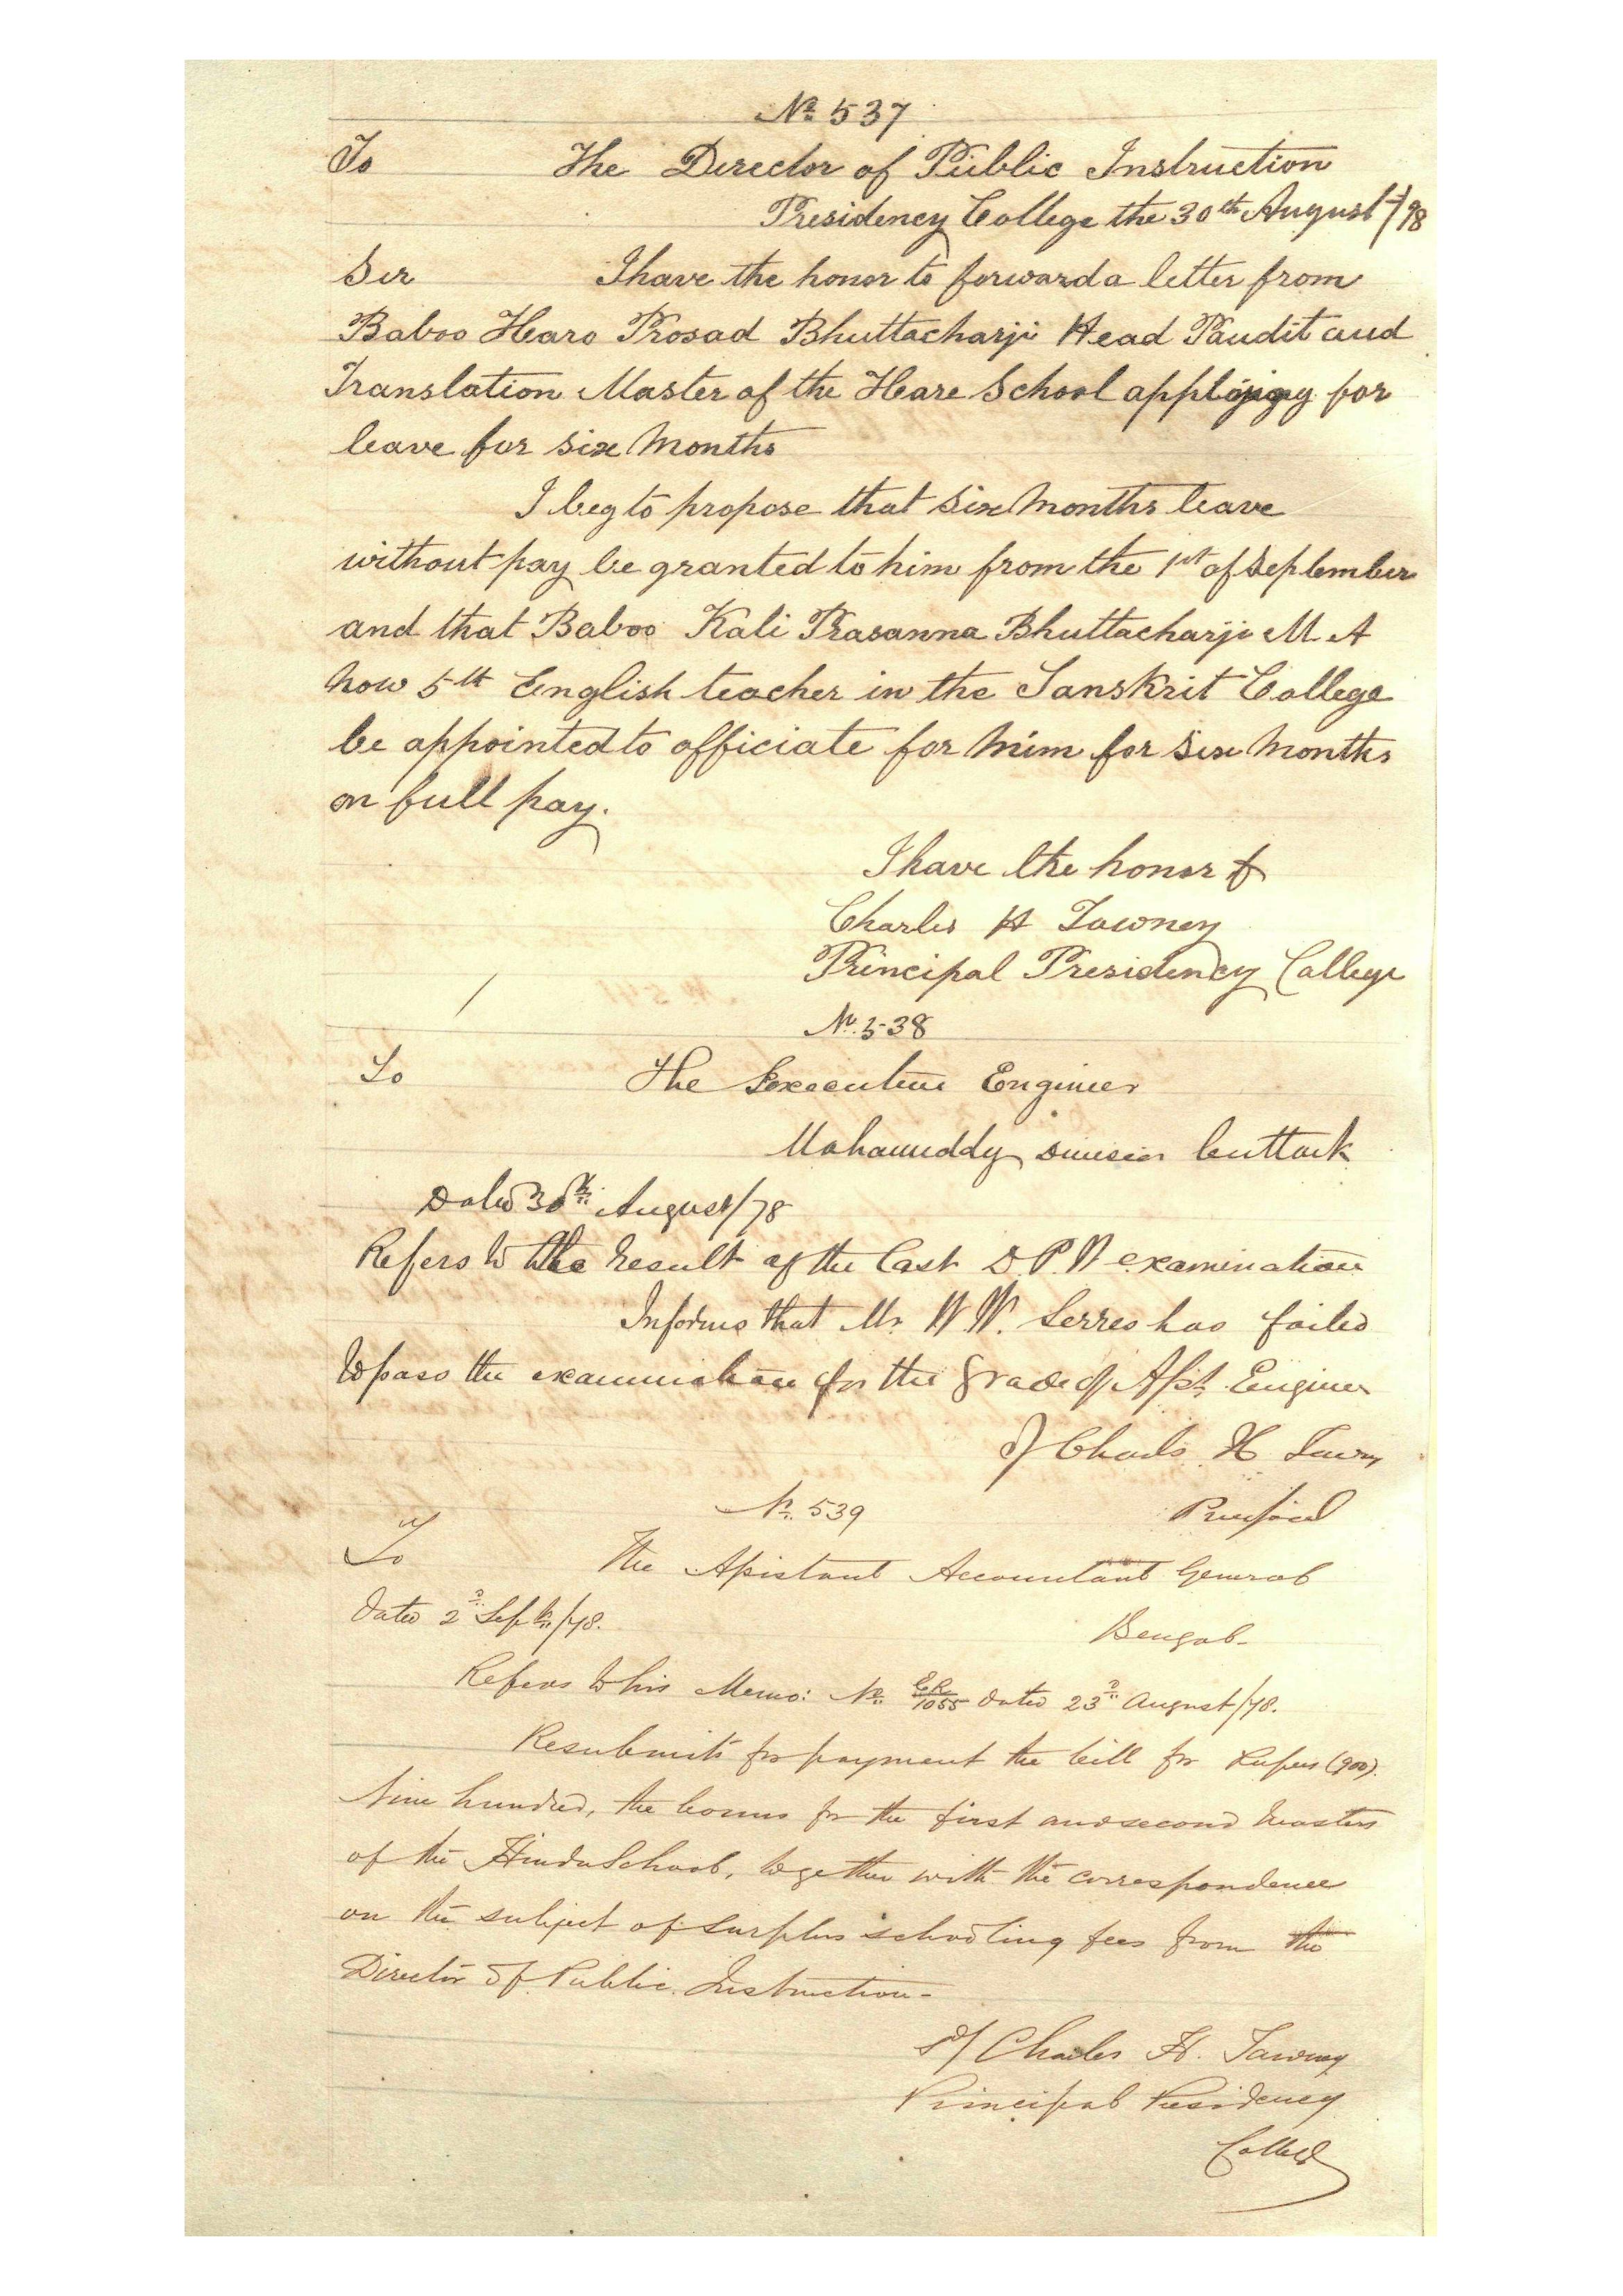 No. 537
To The Director of Public Instruction
Presidency College the 30th August /78
Sir I have the honor to forward a letter from
Baboo Haro Prosad Bhuttacharji Head Pandit and
Translation Master of the Hare School applying for
leave for six Months
I beg to propose that six Months leave
without pay be granted to him from the 1st of September
and that Baboo Kali Prasanna Bhuttacharji M. A
Now 5th English teacher in the Sanskrit College
be appointed to officiate for him for six Months
on full pay.
I have the honor &
Charles H Tawney
Principal Presidency College
No. 538
To The Executive Engineer
Mahanuddy Division Cuttack
Dated 30th August/78
Refers to the Result of the last D. P. W examination
Informs that Mr. W. Serres has failed
to pass the examination for the grade of Asst. Engineer
S/ Charles H Tawney
No. 539 Principal
To The Assistant Accountant General
dated 2d Septr/78. Bengal-
Refers to his Memo: No. ER/1055 dated 23d August/78.
Resubmits for payment the bill for Rupees (900).
Nine hundred, the bonus for the first and second Masters
of the Hindu School, together with the correspondence
on the subject of surplus schooling fees from the
Director of Public Instruction-
S/ Charles H. Tawney
Principal Presidency
College